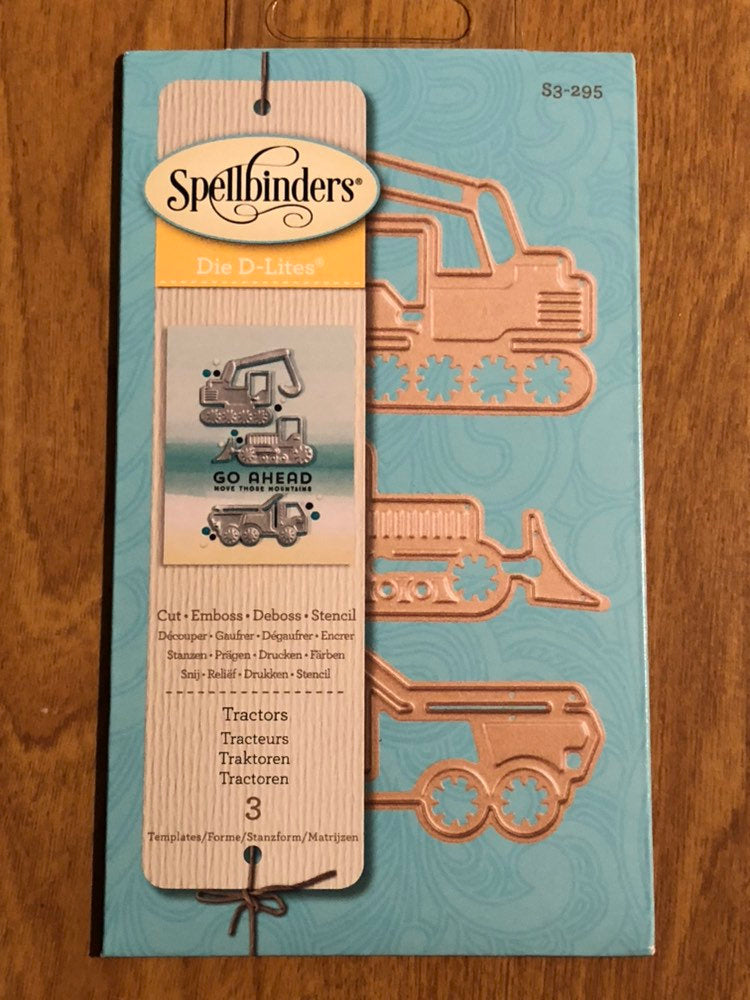 S3-295
Spellbinders®
Die D-Lites®
GO AHEAD
MOVE THOSE MOUNTAINS
Cut • Emboss • Deboss • Stencil
Découper • Gaufrer • Dégaufrer • Encrer
Stanzen • Prägen • Drucken • Färben
Snij • Reliëf • Drukken • Stencil
Tractors
Tracteurs
Traktoren
Tractoren
3
Templates/Forme/Stanzform/Matrijzen